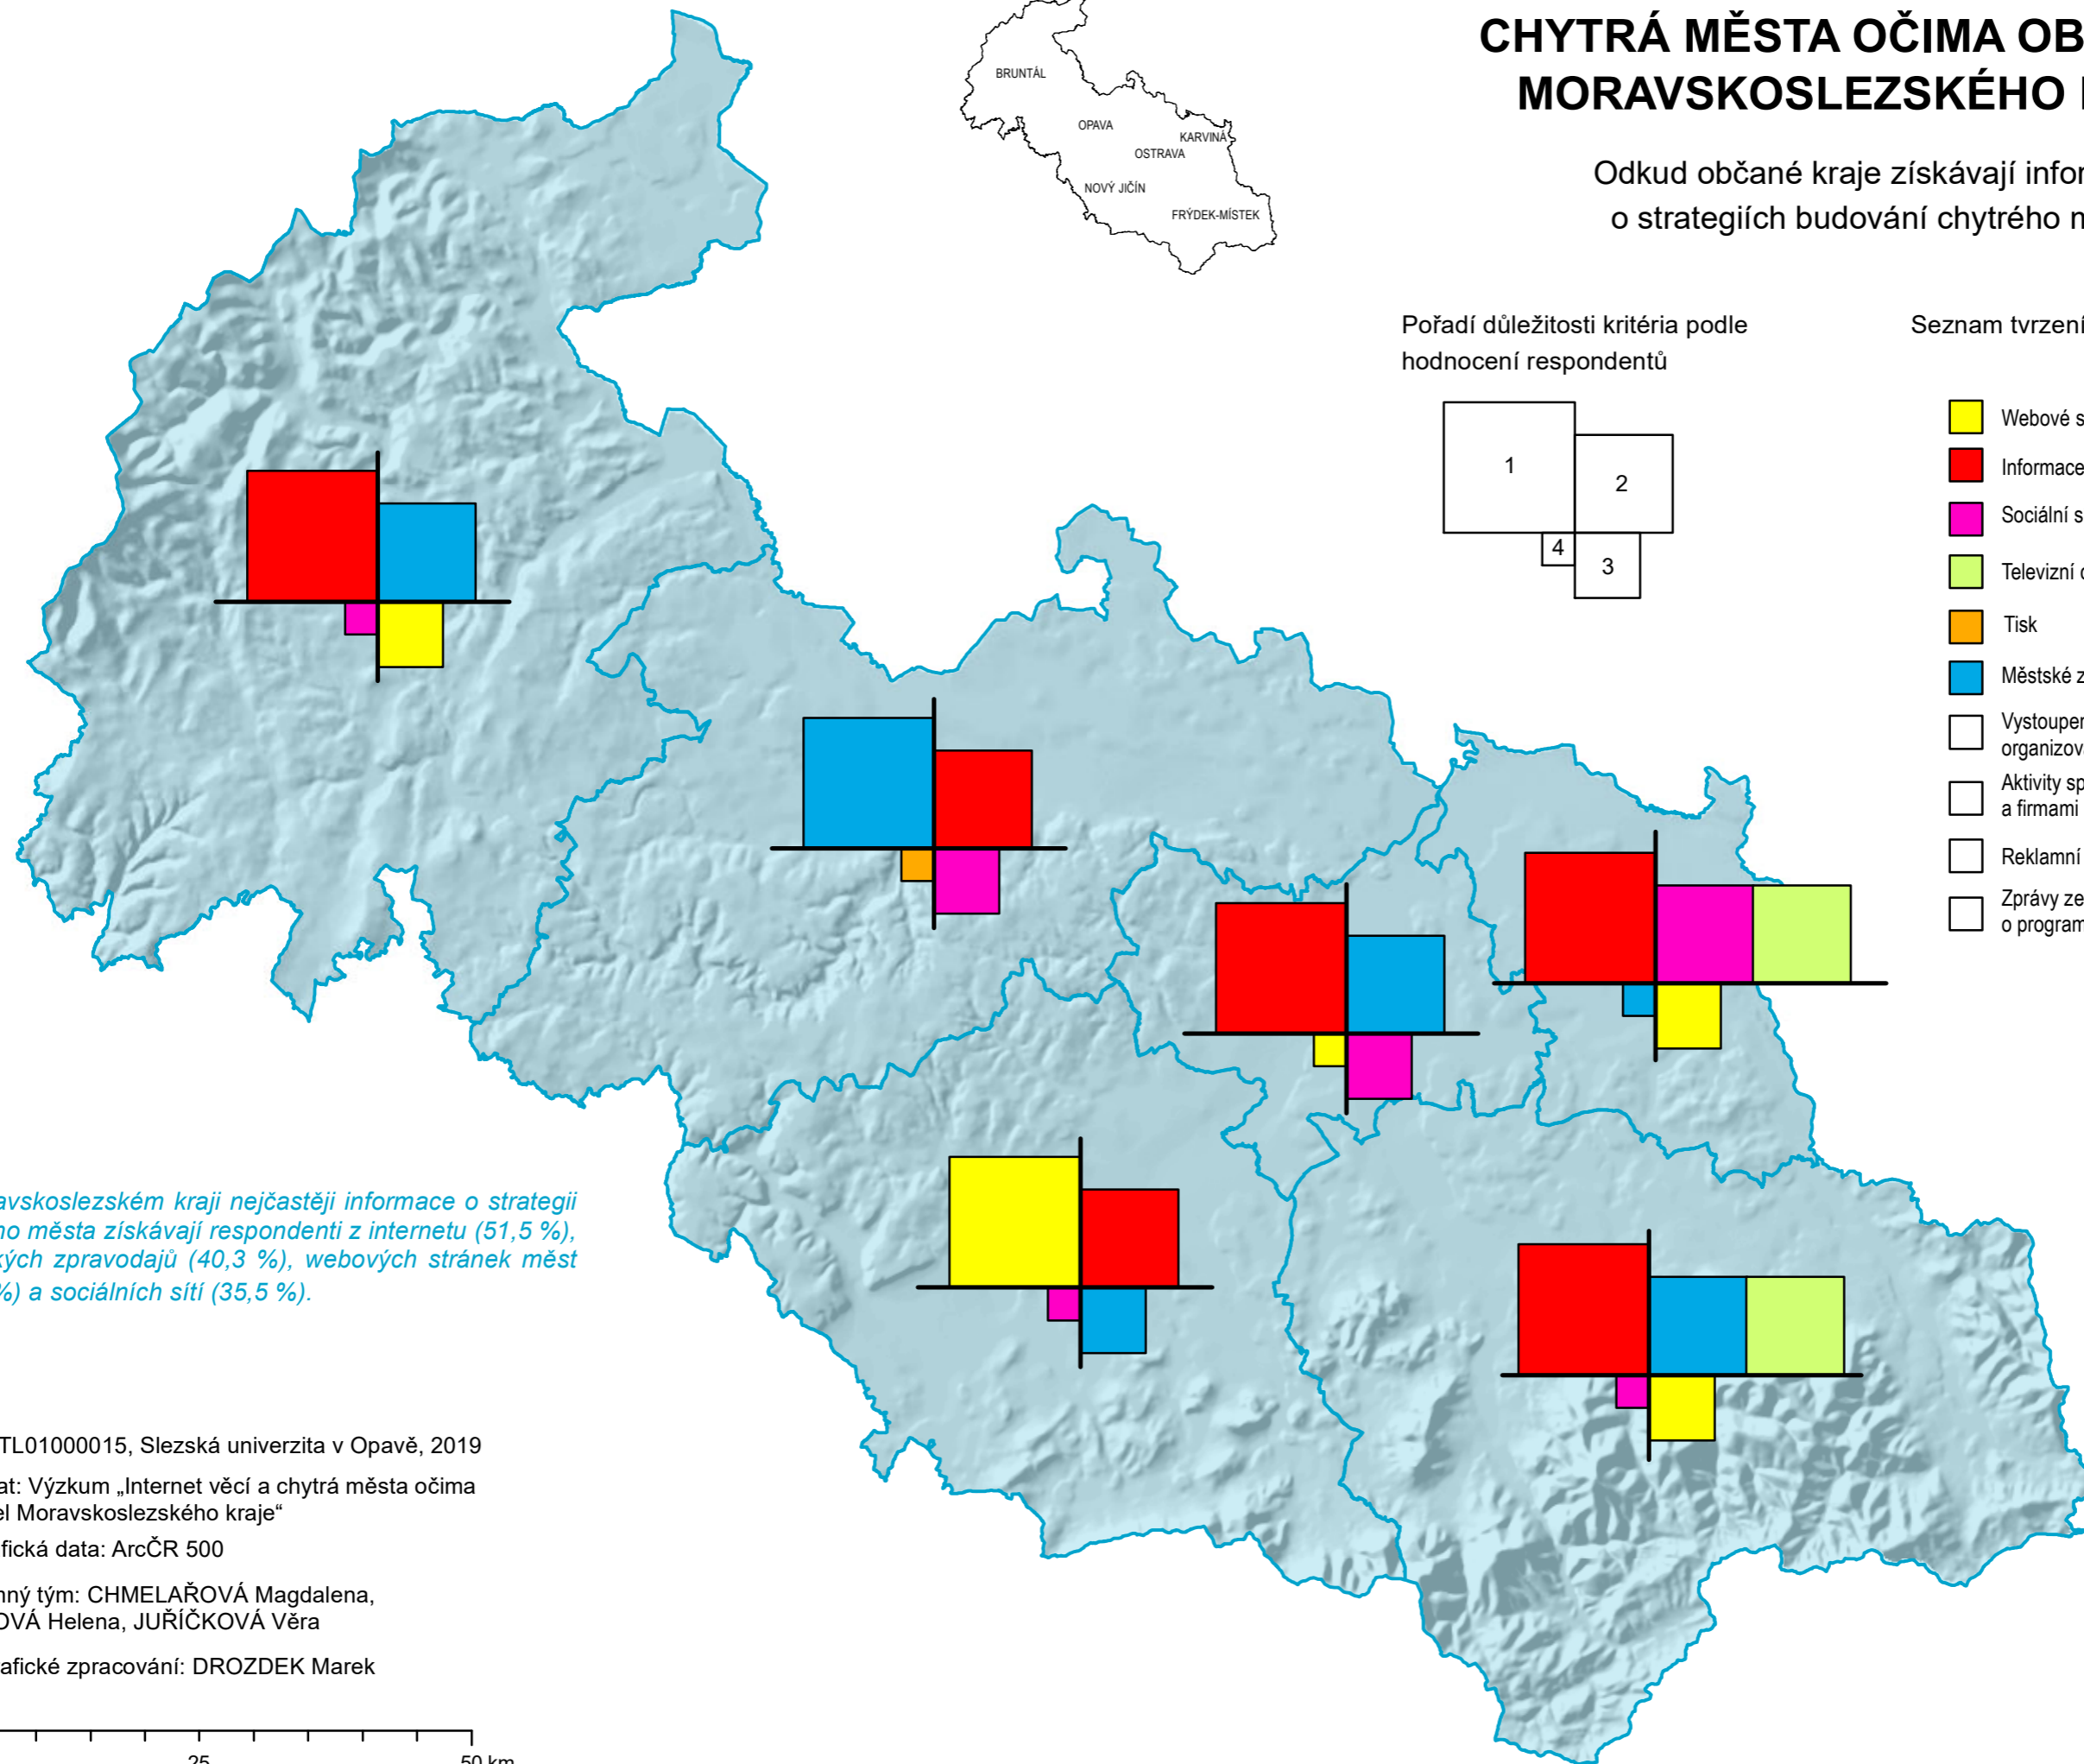 CHYTRÁ MĚSTA OČIMA OB
MORAVSKOSLEZSKÉHO
Odkud občané kraje získávají infor
o strategiích budování chytrého
BRUNTÁL
OPAVA
KARVINÁ
OSTRAVA
NOVÝ JIČÍN
FRÝDEK-MÍSTEK
Pořadí důležitosti kritéria podle
hodnocení respondentů
1
2
4
3
Seznam tvrzení
Webové s
Informace
Sociální s
Televizní
Tisk
Městské z
Vystoupen
organizov
Aktivity sp
a firmami
Reklamní
Zprávy ze
o program
avskoslezském kraji nejčastěji informace o strategii
ho města získávají respondenti z internetu (51,5 %),
kých zpravodajů (40,3 %), webových stránek měst
%) a sociálních sítí (35,5 %).
TL01000015, Slezská univerzita v Opavě, 2019
at: Výzkum „Internet věcí a chytrá města očima
el Moravskoslezského kraje“
fická data: ArcČR 500
nný tým: CHMELAŘOVÁ Magdalena,
OVÁ Helena, JUŘÍČKOVÁ Věra
rafické zpracování: DROZDEK Marek
25
50 km